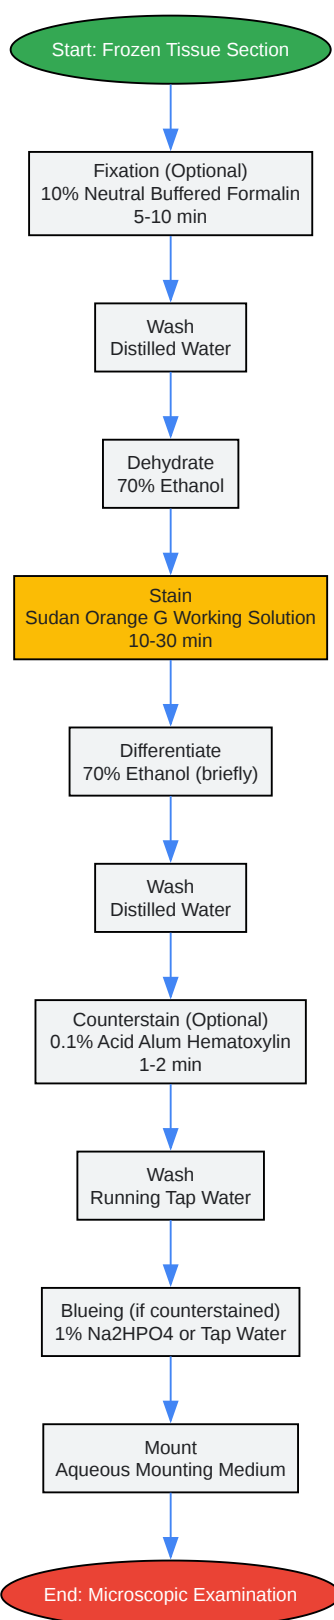 Start: Frozen Tissue Section
Fixation (Optional)
10% Neutral Buffered Formalin
5-10 min
Wash
Distilled Water
Dehydrate
70% Ethanol
Stain
Sudan Orange G Working Solution
10-30 min
Differentiate
70% Ethanol (briefly)
Wash
Distilled Water
Counterstain (Optional)
0.1% Acid Alum Hematoxylin
1-2 min
Wash
Running Tap Water
Blueing (if counterstained)
1% Na2HPO4 or Tap Water
Mount
Aqueous Mounting Medium
End: Microscopic Examination